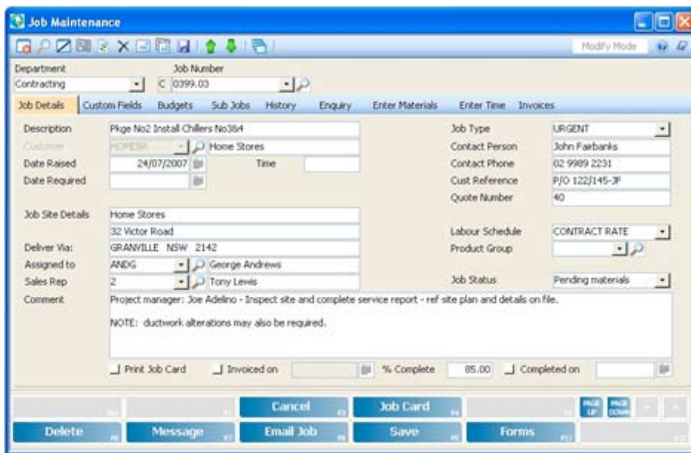 Job Maintenance
Modify Mode
Department Job Number
Contracting C 0399.03
Job Details Custom Fields Budgets Sub Jobs History Enquiry Enter Materials Enter Time Invoices
Description Pkge No2 Install Chillers No3&4 Job Type URGENT
Customer HOMESR Home Stores Contact Person John Fairbanks
Date Raised 24/07/2007 Time Contact Phone 02 9989 2231
Date Required Cust Reference P/O 122/145-JF
Quote Number 40
Job Site Details Home Stores
32 Victor Road Labour Schedule CONTRACT RATE
Deliver Via: GRANVILLE NSW 2142 Product Group
Assigned to ANDG George Andrews
Sales Rep 2 Tony Lewis Job Status Pending materials
Comment Project manager: Joe Adelino - Inspect site and complete service report - ref site plan and details on file.
NOTE: ductwork alterations may also be required.
Print Job Card Invoiced on % Complete 85.00 Completed on
Cancel Job Card PAGE UP PAGE DOWN
Delete Message Email Job Save Forms